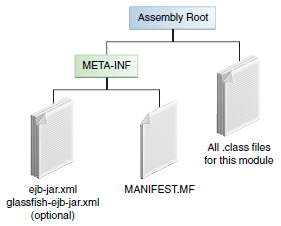 Assembly Root
META-INF
All .class files
for this module
ejb-jar.xml
glassfish-ejb-jar.xml
(optional)
MANIFEST.MF